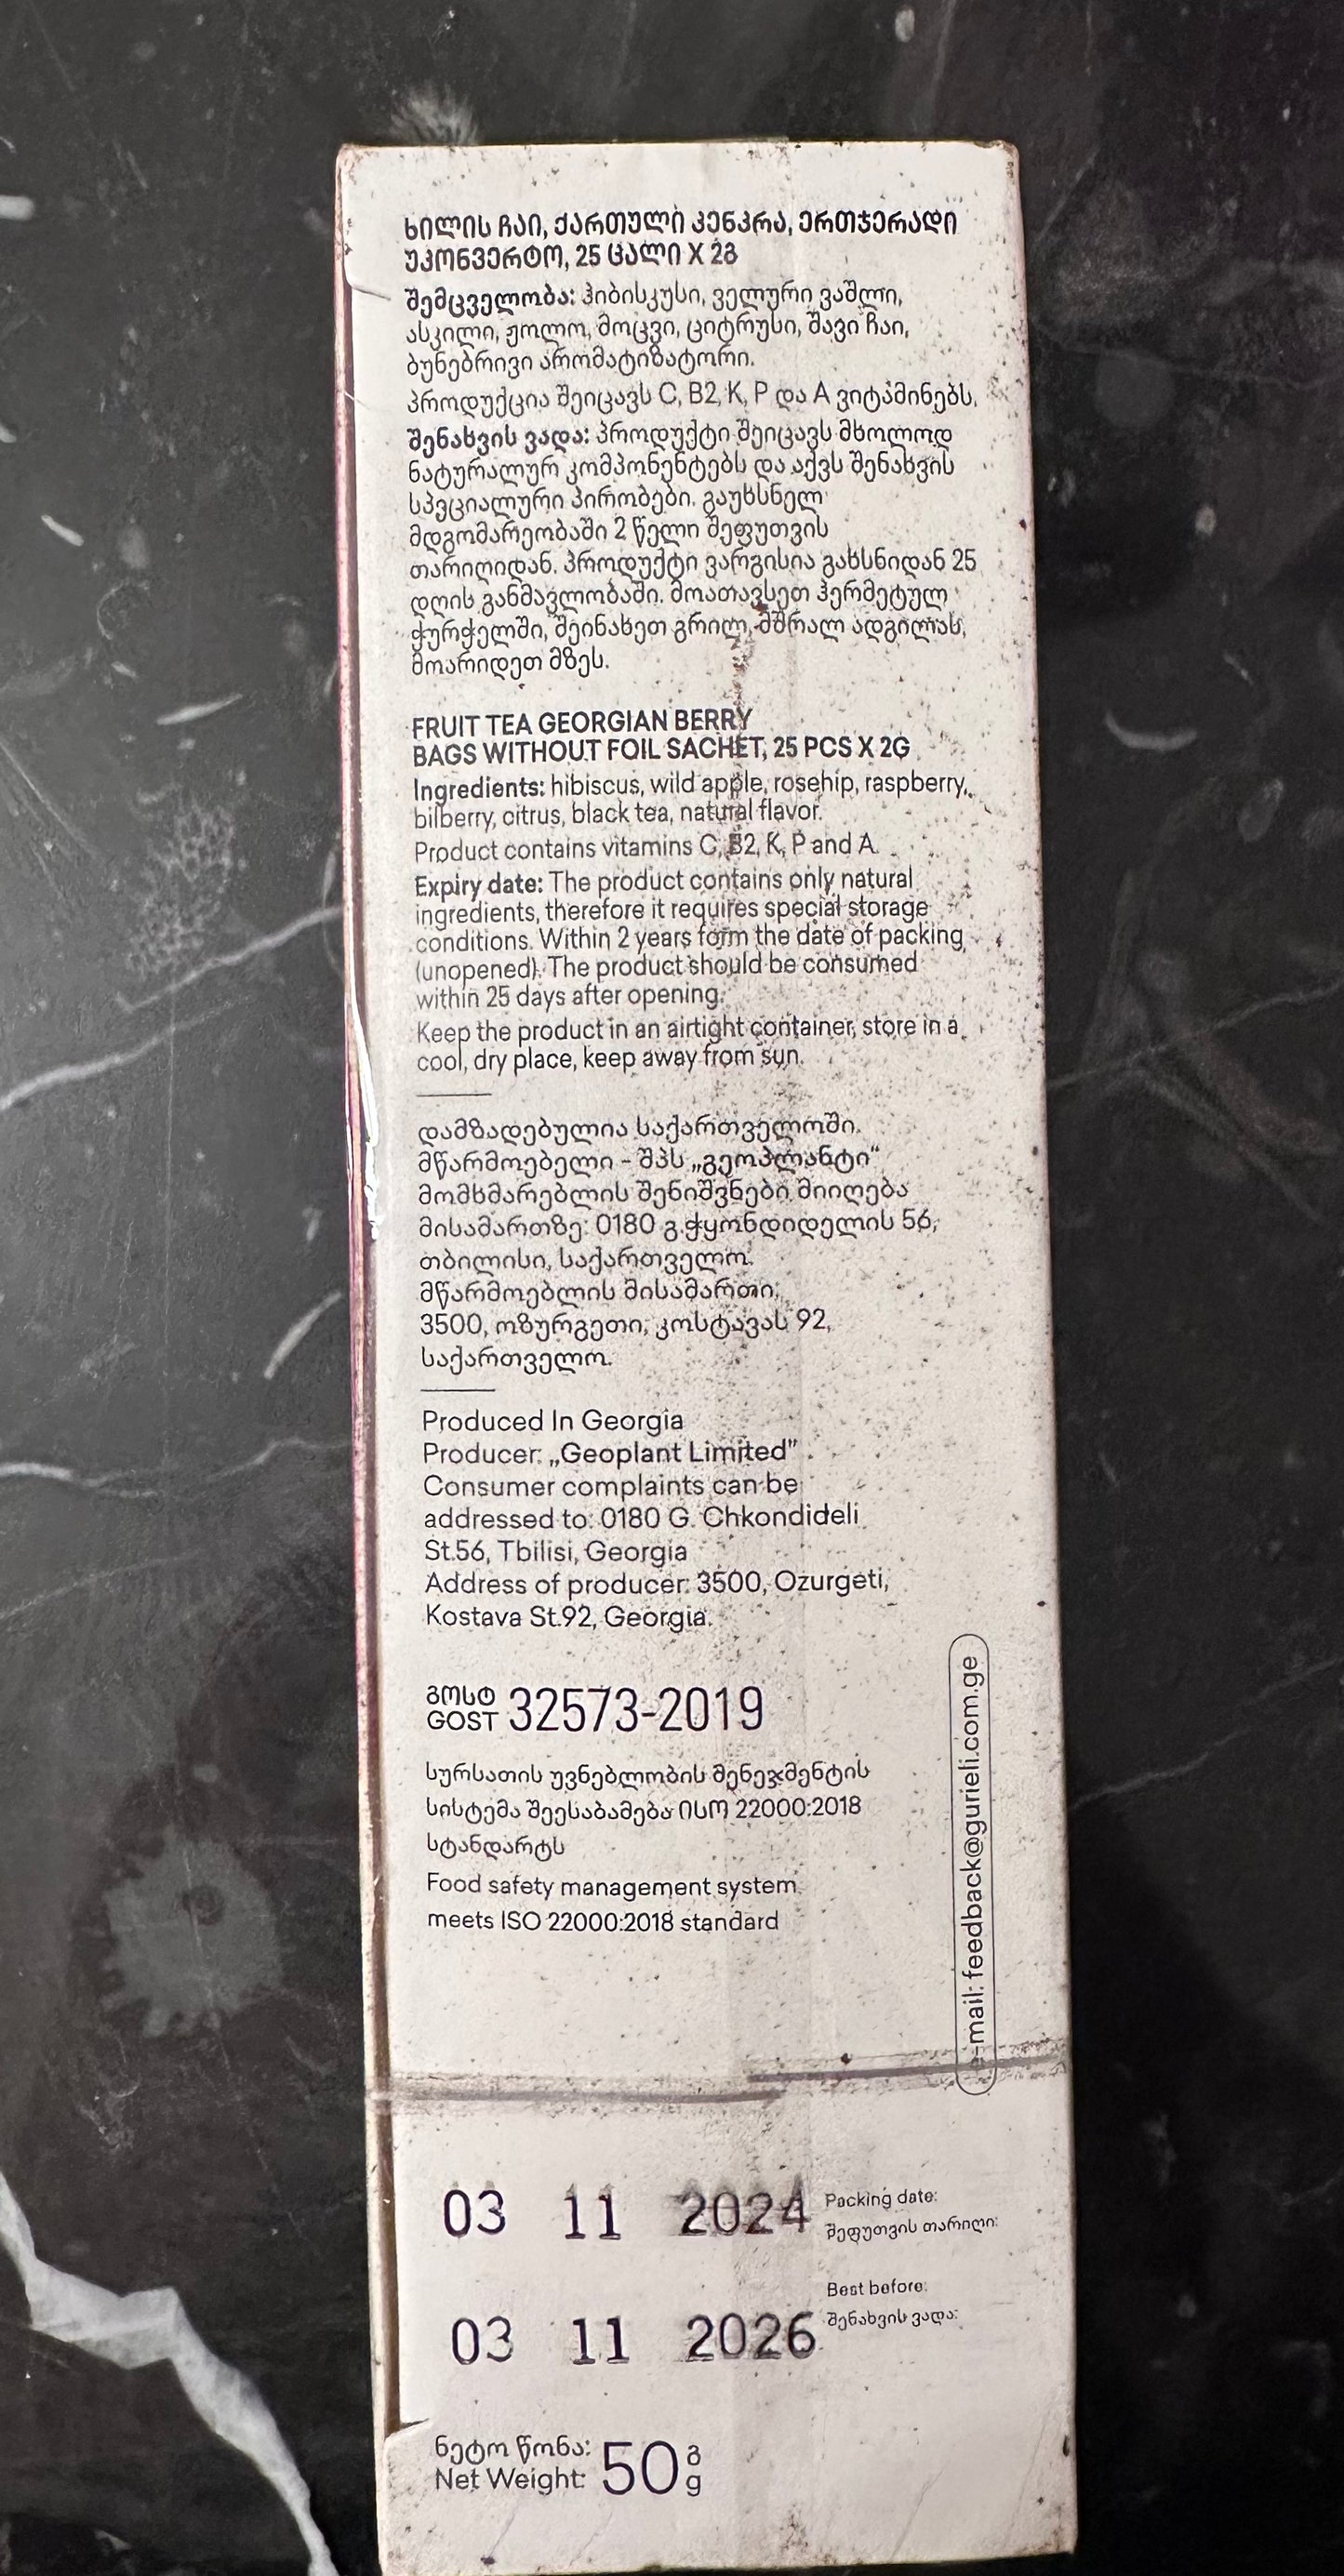 ხილის ჩაი, ქართული კენკრა, ერთჯერადი
უკონვერტო, 25 ცალი X 2გ
შემცველობა: ჰიბისკუსი, ველური ვაშლი,
ასკილი, ჟოლო, მოცვი, ციტრუსი, შავი ჩაი,
ბუნებრივი არომატიზატორი.
პროდუქცია შეიცავს C, B2, K, P და A ვიტამინებს.
შენახვის ვადა: პროდუქტი შეიცავს მხოლოდ
ნატურალურ კომპონენტებს და აქვს შენახვის
სპეციალური პირობები. გაუხსნელ
მდგომარეობაში 2 წელი შეფუთვის
თარიღიდან. პროდუქტი ვარგისია გახსნიდან 25
დღის განმავლობაში. მოათავსეთ ჰერმეტულ
ჭურჭელში, შეინახეთ გრილ, მშრალ ადგილას,
მოარიდეთ მზეს.
FRUIT TEA GEORGIAN BERRY
BAGS WITHOUT FOIL SACHET, 25 PCS X 2G
Ingredients: hibiscus, wild apple, rosehip, raspberry,
bilberry, citrus, black tea, natural flavor.
Product contains vitamins C, B2, K, P and A.
Expiry date: The product contains only natural
ingredients, therefore it requires special storage
conditions. Within 2 years form the date of packing
(unopened). The product should be consumed
within 25 days after opening.
Keep the product in an airtight container, store in a
cool, dry place, keep away from sun.
დამზადებულია საქართველოში.
მწარმოებელი - შპს „გეოპლანტი“
მომხმარებლის შენიშვნები მიიღება
მისამართზე: 0180 გ.ჭყონდიდელის 56,
თბილისი, საქართველო.
მწარმოებლის მისამართი:
3500, ოზურგეთი, კოსტავას 92,
საქართველო.
Produced In Georgia
Producer: „Geoplant Limited"
Consumer complaints can be
addressed to: 0180 G. Chkondideli
St.56, Tbilisi, Georgia
Address of producer: 3500, Ozurgeti,
Kostava St.92, Georgia.
გოსტ
GOST 32573-2019
სურსათის უვნებლობის მენეჯმენტის
სისტემა შეესაბამება ისო 22000:2018
სტანდარტს
Food safety management system
meets ISO 22000:2018 standard
e-mail: feedback@gurieli.com.ge
03 11 2024 Packing date:
შეფუთვის თარიღი:
Best before:
03 11 2026 შენახვის ვადა:
ნეტო წონა: 50 გ
Net Weight: g